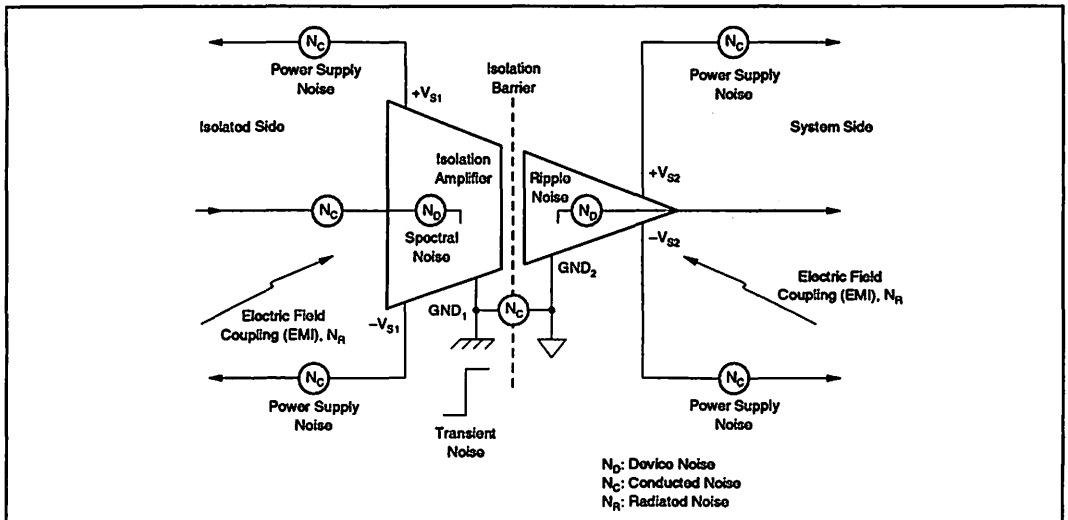 N_C
Power Supply
Noise
+V_S1
Isolated Side
Isolation
Barrier
N_C
Power Supply
Noise
System Side
Isolation
Amplifier
N_C
N_D
Spectral
Noise
Ripple
Noise
N_D
+V_S2
–V_S2
GND_2
Electric Field
Coupling (EMI), N_R
–V_S1
GND_1
N_C
Electric Field
Coupling (EMI), N_R
N_C
Power Supply
Noise
Transient
Noise
N_C
Power Supply
Noise
N_D: Device Noise
N_C: Conducted Noise
N_R: Radiated Noise